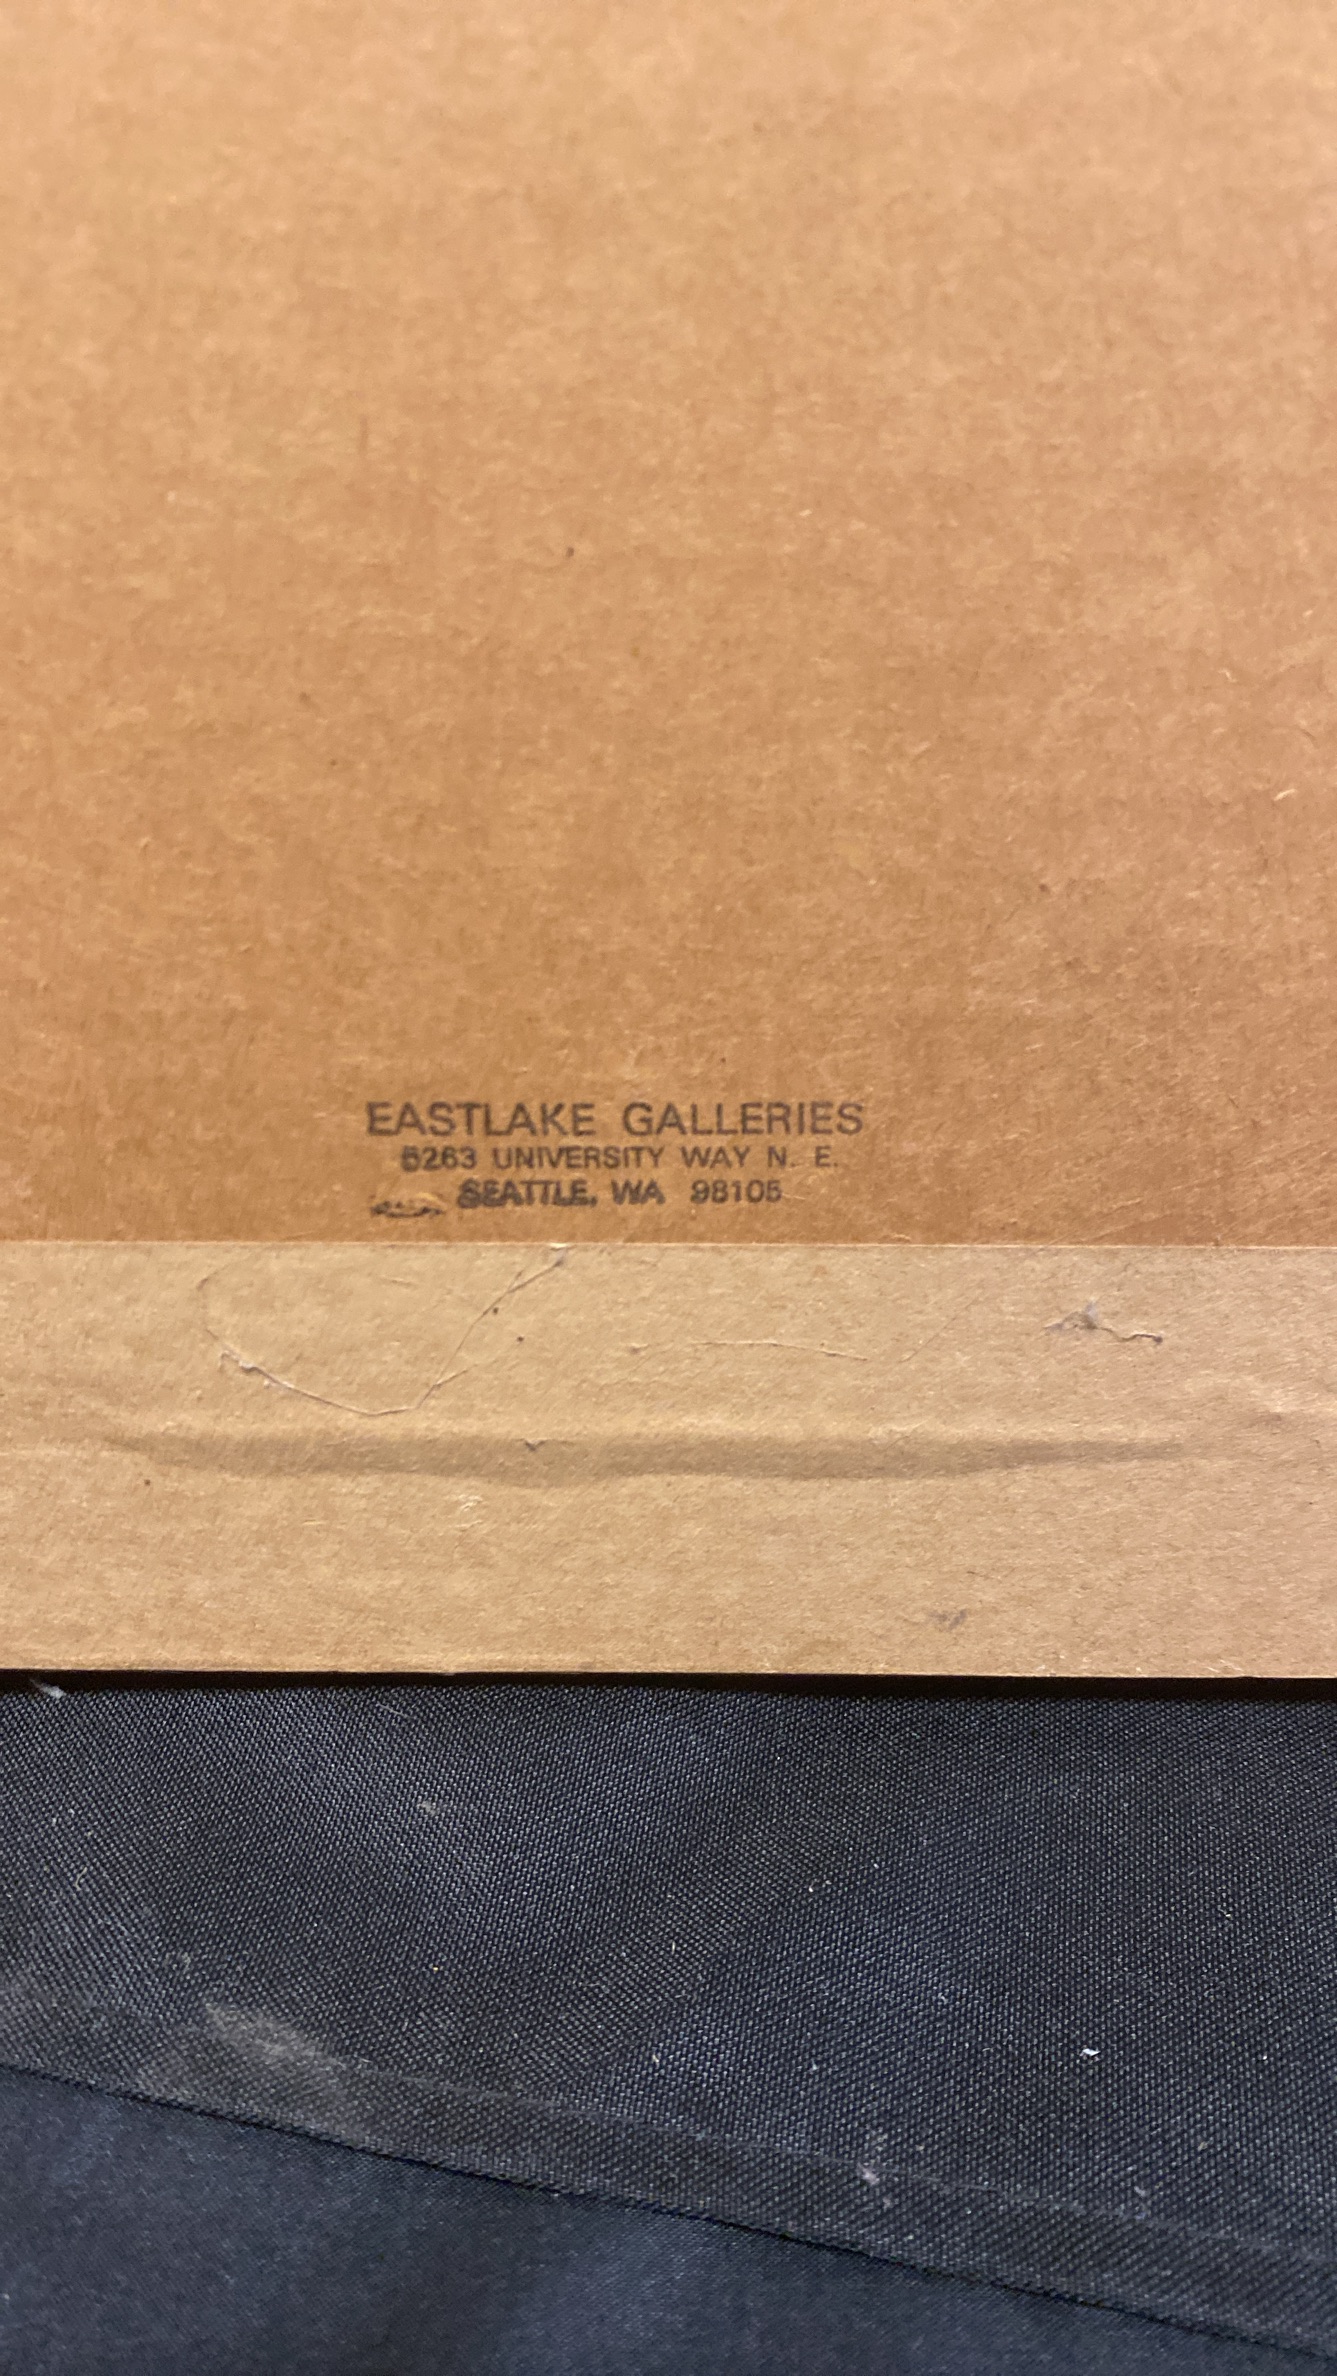 EASTLAKE GALLERIES
5263 UNIVERSITY WAY N. E.
SEATTLE, WA 98105